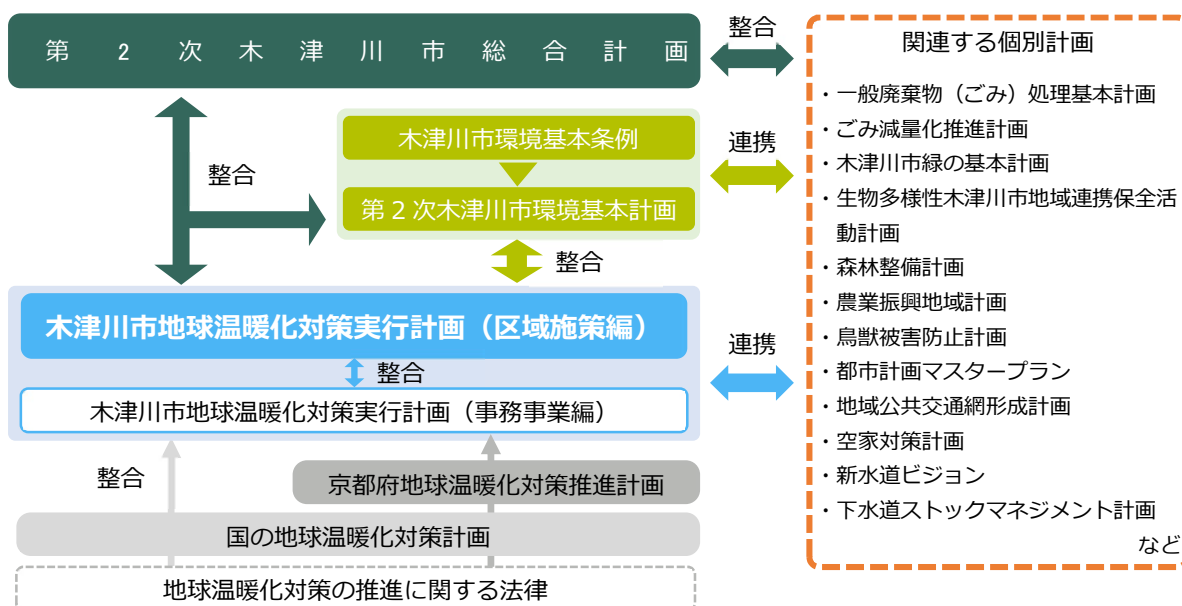 第2次木津川市総合計画
整合
木津川市環境基本条例
連携
整合
第2次木津川市環境基本計画
整合
木津川市地球温暖化対策実行計画（区域施策編）
連携
整合
木津川市地球温暖化対策実行計画（事務事業編）
整合
京都府地球温暖化対策推進計画
国の地球温暖化対策計画
地球温暖化対策の推進に関する法律
関連する個別計画
・一般廃棄物（ごみ）処理基本計画
・ごみ減量化推進計画
・木津川市緑の基本計画
・生物多様性木津川市地域連携保全活
動計画
・森林整備計画
・農業振興地域計画
・鳥獣被害防止計画
・都市計画マスタープラン
・地域公共交通網形成計画
・空家対策計画
・新水道ビジョン
・下水道ストックマネジメント計画
など